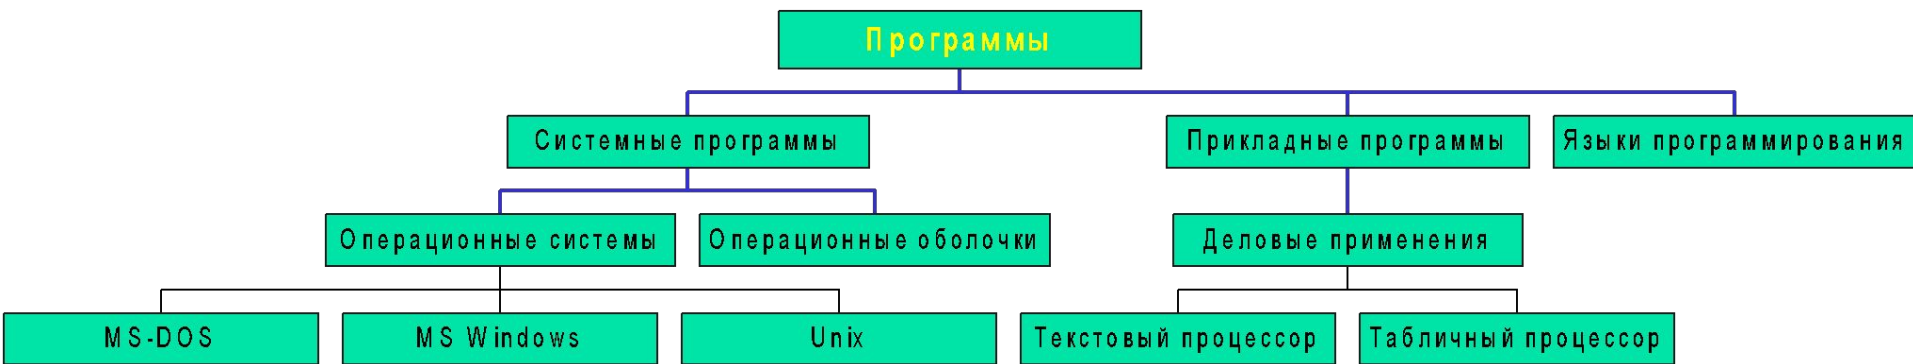 Программы
Системные программы
Прикладные программы
Языки программирования
Операционные системы
Операционные оболочки
Деловые применения
MS-DOS
MS Windows
Unix
Текстовый процессор
Табличный процессор